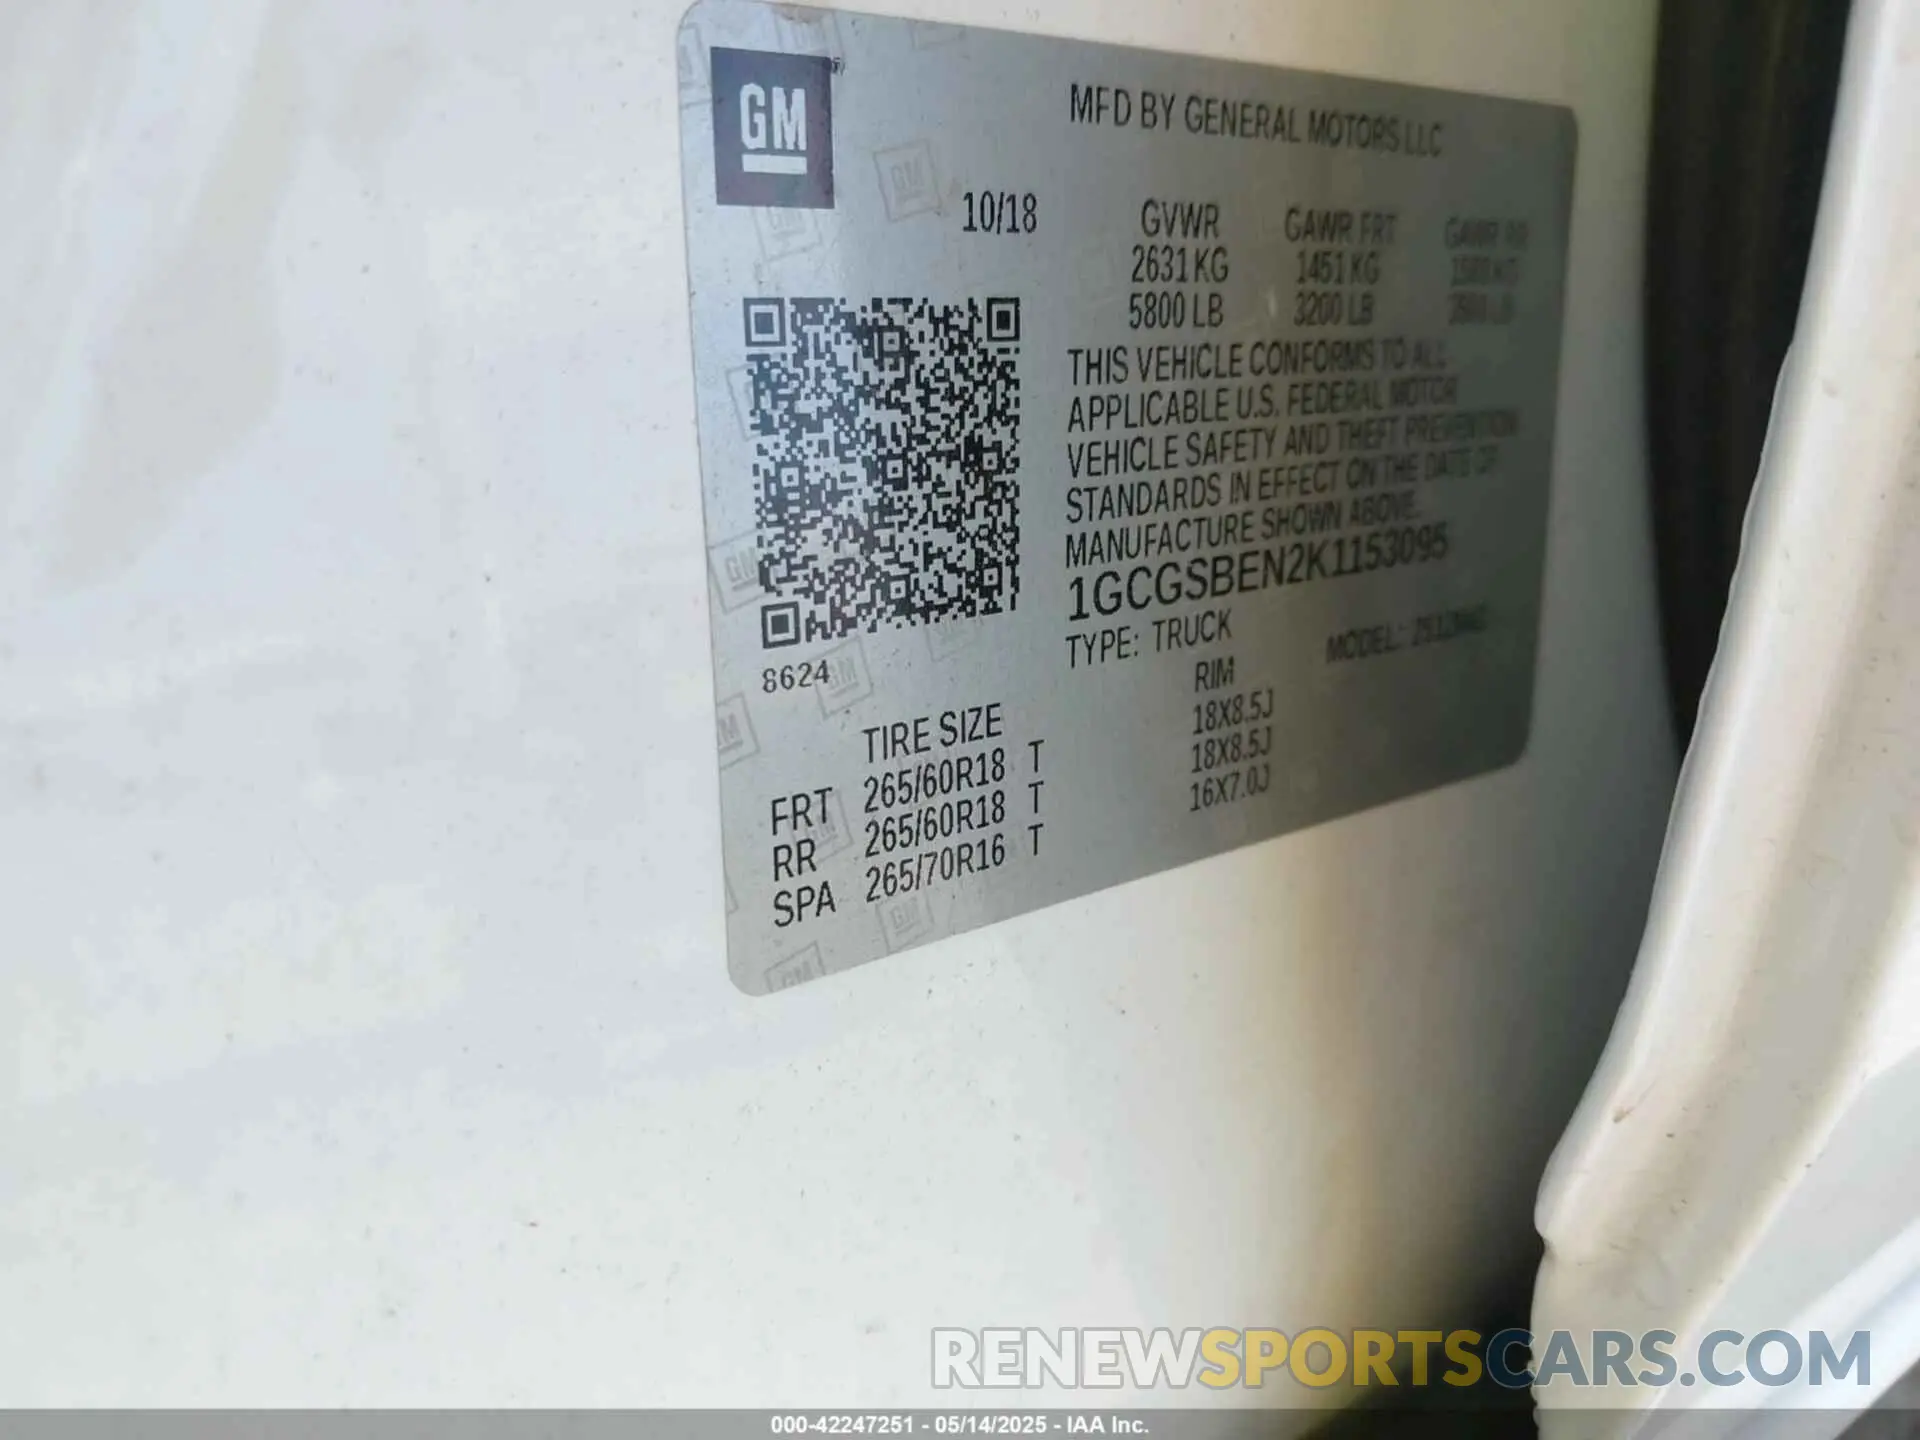 GM
MFD BY GENERAL MOTORS LLC
10/18
GVWR GAWR FRT GAWR RR
2631 KG 1451 KG
5800 LB 3200 LB
THIS VEHICLE CONFORMS TO ALL
APPLICABLE U.S. FEDERAL MOTOR
VEHICLE SAFETY AND THEFT PREVENTION
STANDARDS IN EFFECT ON THE DATE OF
MANUFACTURE SHOWN ABOVE.
1GCGSBEN2K1153095
TYPE: TRUCK MODEL:
8624
TIRE SIZE RIM
FRT 265/60R18 T 18X8.5J
RR 265/60R18 T 18X8.5J
SPA 265/70R16 T 16X7.0J
RENEWSPORTSCARS.COM
000-42247251 - 05/14/2025 - IAA Inc.